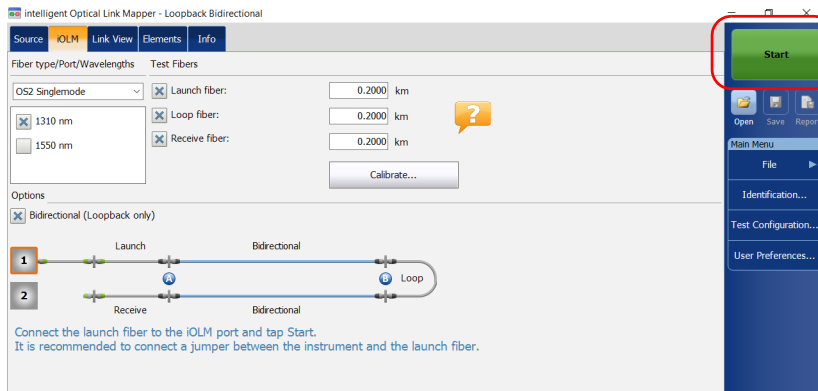 intelligent Optical Link Mapper - Loopback Bidirectional
Source iOLM Link View Elements Info
Fiber type/Port/Wavelengths Test Fibers
OS2 Singlemode
Launch fiber: 0.2000 km
1310 nm
Loop fiber: 0.2000 km
1550 nm
Receive fiber: 0.2000 km
?
Calibrate...
Options
Bidirectional (Loopback only)
Launch Bidirectional
1
A B Loop
2
Receive Bidirectional
Connect the launch fiber to the iOLM port and tap Start.
It is recommended to connect a jumper between the instrument and the launch fiber.
Start
Open Save Repor
Main Menu
File
Identification...
Test Configuration...
User Preferences...